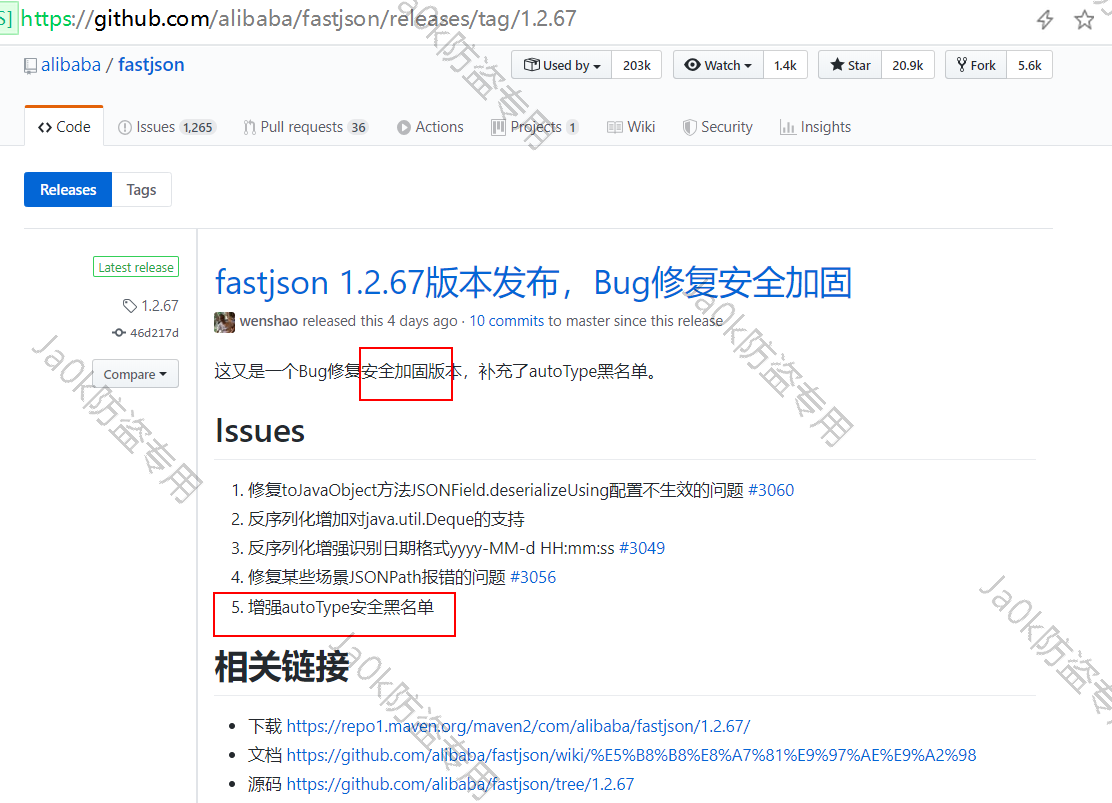 S] https://github.com/alibaba/fastjson/releases/tag/1.2.67
alibaba / fastjson
Used by 203k Watch 1.4k Star 20.9k Fork 5.6k
Code Issues 1,265 Pull requests 36 Actions Projects 1 Wiki Security Insights
Releases Tags
Latest release
1.2.67
46d217d
Compare
fastjson 1.2.67版本发布，Bug修复安全加固
wenshao released this 4 days ago · 10 commits to master since this release
这又是一个Bug修复安全加固版本，补充了autoType黑名单。
Issues
1. 修复toJavaObject方法JSONField.deserializeUsing配置不生效的问题 #3060
2. 反序列化增加对java.util.Deque的支持
3. 反序列化增强识别日期格式yyyy-MM-d HH:mm:ss #3049
4. 修复某些场景JSONPath报错的问题 #3056
5. 增强autoType安全黑名单
相关链接
• 下载 https://repo1.maven.org/maven2/com/alibaba/fastjson/1.2.67/
• 文档 https://github.com/alibaba/fastjson/wiki/%E5%B8%B8%E8%A7%81%E9%97%AE%E9%A2%98
• 源码 https://github.com/alibaba/fastjson/tree/1.2.67
Ja0k防盗专用
Ja0k防盗专用
Ja0k防盗专用
Ja0k防盗专用
Ja0k防盗专用